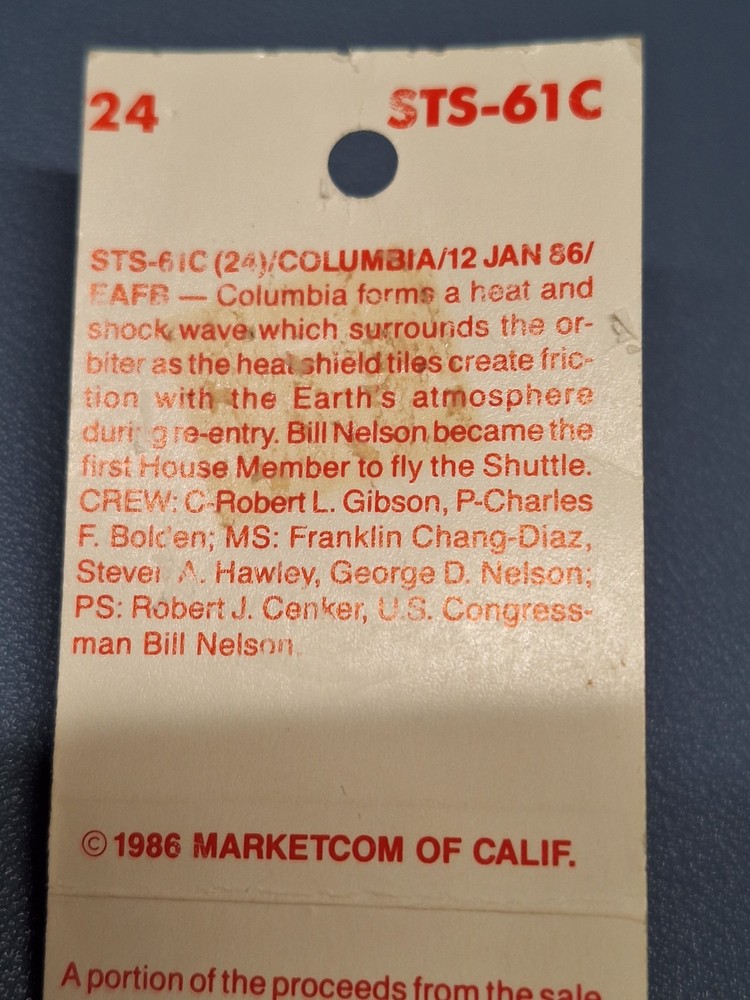 24 STS-61C
STS-61C (24)/COLUMBIA/12 JAN 86/
EAFB — Columbia forms a heat and
shock wave which surrounds the or-
biter as the heat shield tiles create fric-
tion with the Earth's atmosphere
during re-entry. Bill Nelson became the
first House Member to fly the Shuttle.
CREW: C-Robert L. Gibson, P-Charles
F. Bolden; MS: Franklin Chang-Diaz,
Steven A. Hawley, George D. Nelson;
PS: Robert J. Cenker, U.S. Congress-
man Bill Nelson.
© 1986 MARKETCOM OF CALIF.
A portion of the proceeds from the sale